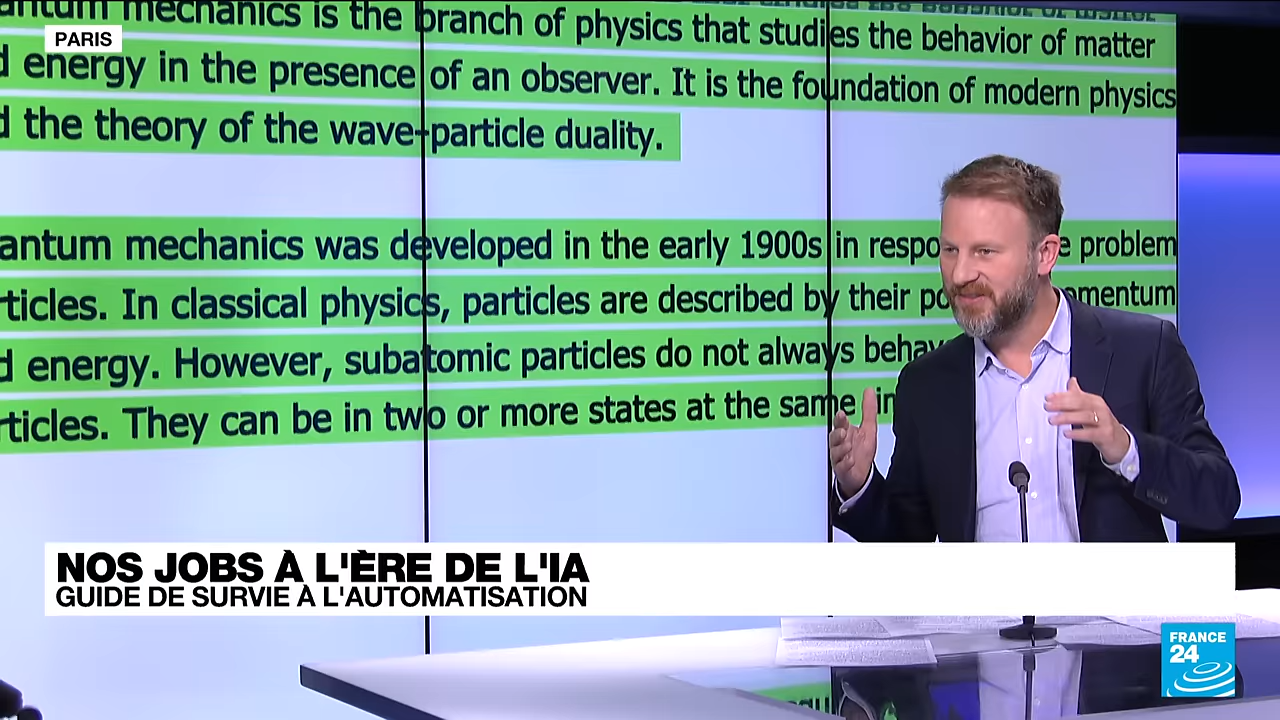 antum mechanics is the branch of physics that studies the behavior of matter
PARIS
d energy in the presence of an observer. It is the foundation of modern physics
d the theory of the wave-particle duality.
antum mechanics was developed in the early 1900s in respo e problem
rticles. In classical physics, particles are described by their po omentum
d energy. However, subatomic particles do not always behav
rticles. They can be in two or more states at the same
NOS JOBS À L'ÈRE DE L'IA
GUIDE DE SURVIE À L'AUTOMATISATION
FRANCE
24